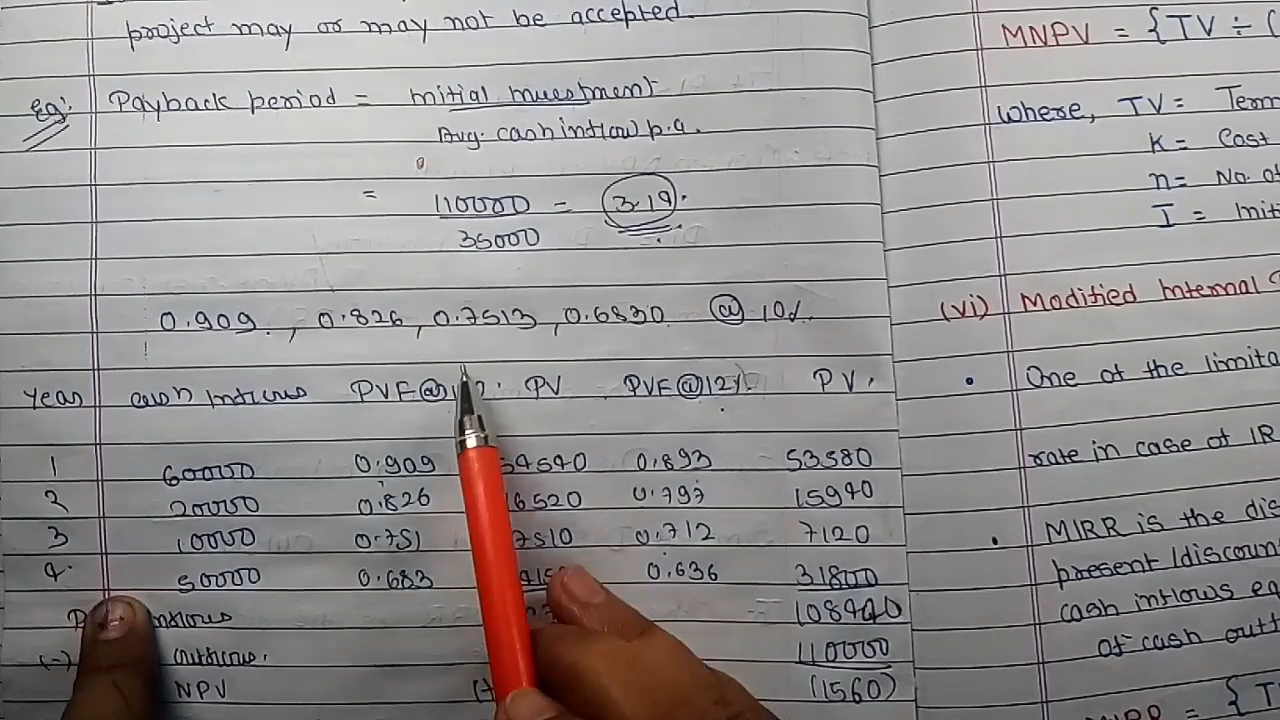 project may or may not be accepted.
Eg: Payback period = Initial Investment
Avg. cash inflow p.a.
= 110000 = 3.14.
35000
0.909, 0.826, 0.7513, 0.6830 @ 10%.
Year Cash Inflows PVF@ PV PVF@12% PV.
1 60000 0.909 54540 0.893 53580
2 20000 0.826 16520 0.797 15940
3 10000 0.751 7510 0.712 7120
4. 50000 0.683 0.636 31800
108440
(-) 110000
NPV (1560)
MNPV = {TV ÷ (
where, TV = Term
K = Cost
n = No. of
I = Init
(vi) Modified Internal
• One of the limita
rate in case of IR
• MIRR is the dis
present / discoun
cash inflows eq
of cash outf
= { T